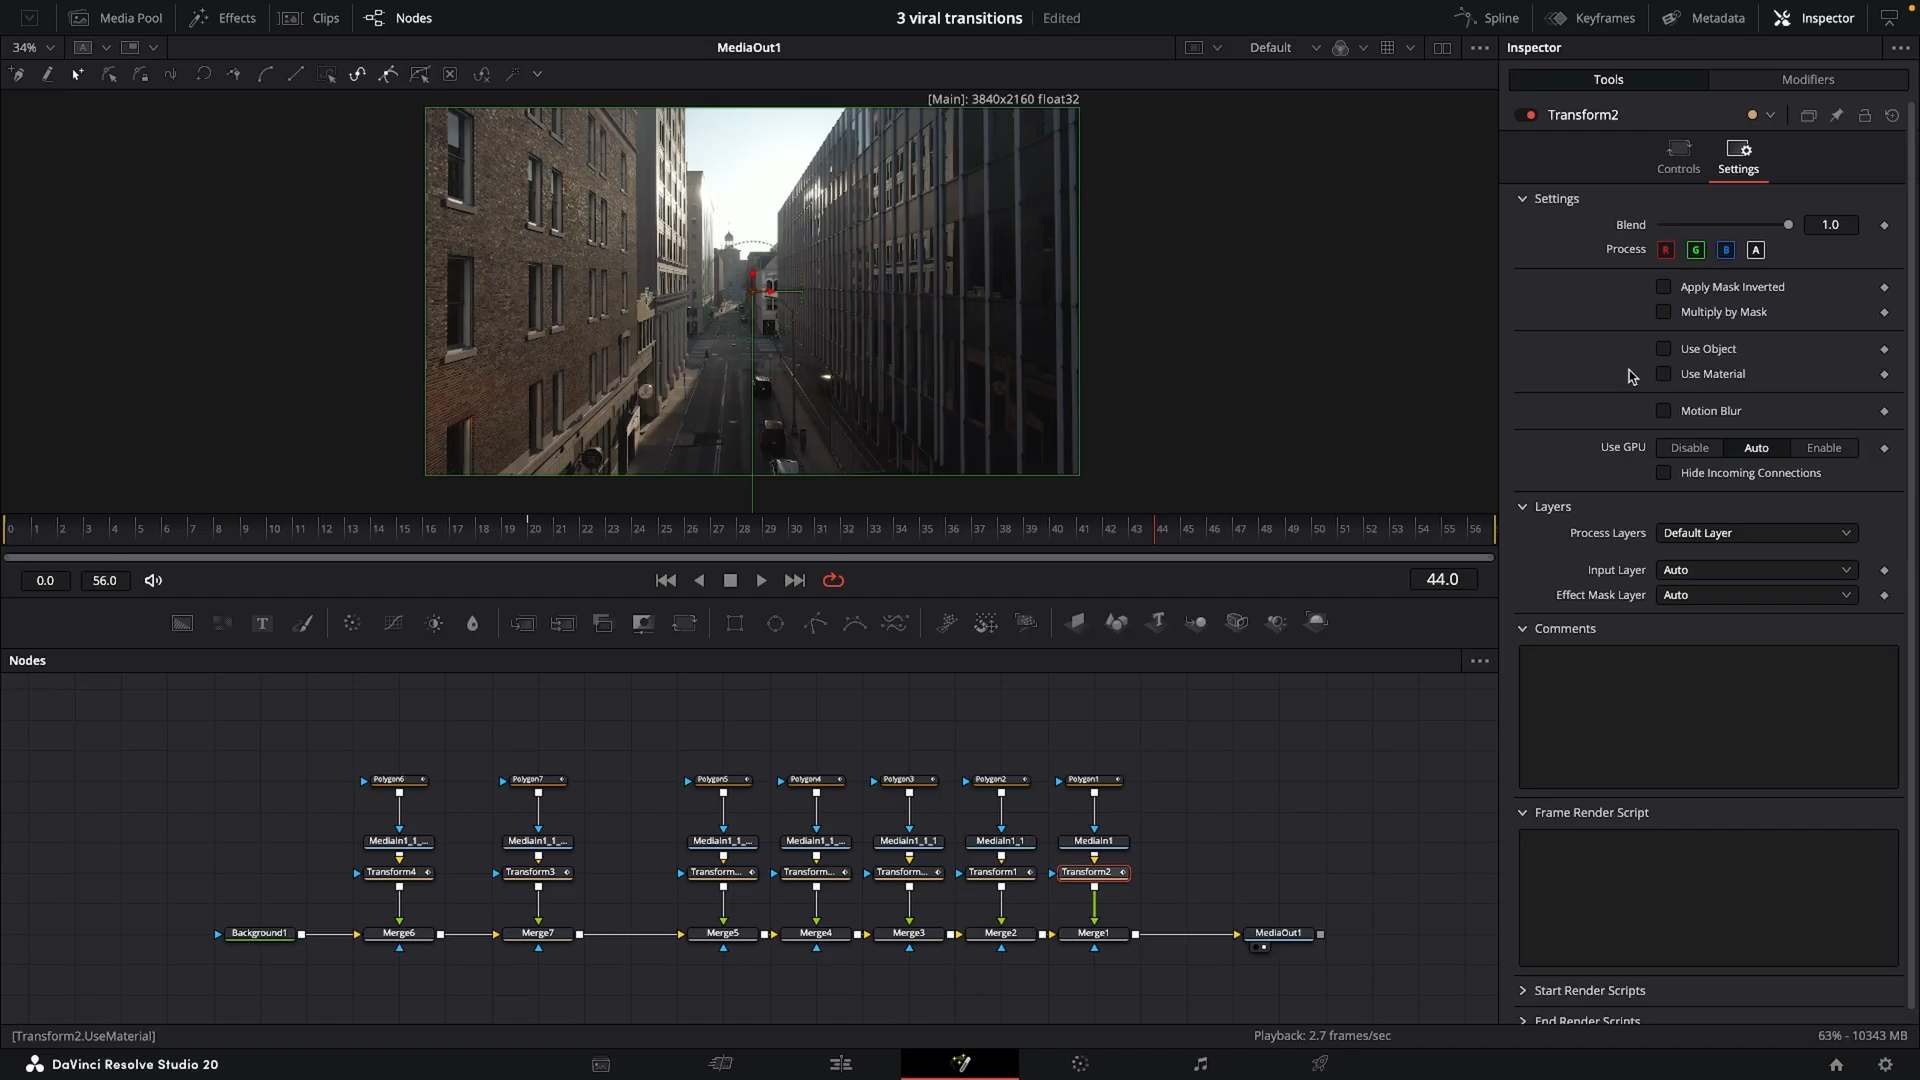 Media Pool Effects Clips Nodes 3 viral transitions Edited Spline Keyframes Metadata Inspector
34% A MediaOut1 Default Inspector
Tools Modifiers
[Main]: 3840x2160 float32
Transform2
Controls Settings
Settings
Blend 1.0
Process R G B A
Apply Mask Inverted
Multiply by Mask
Use Object
Use Material
Motion Blur
Use GPU Disable Auto Enable
Hide Incoming Connections
Layers
Process Layers Default Layer
Input Layer Auto
Effect Mask Layer Auto
Comments
Frame Render Script
Start Render Scripts
End Render Scripts
0 1 2 3 4 5 6 7 8 9 10 11 12 13 14 15 16 17 18 19 20 21 22 23 24 25 26 27 28 29 30 31 32 33 34 35 36 37 38 39 40 41 42 43 44 45 46 47 48 49 50 51 52 53 54 55 56
0.0 56.0 44.0
T T
Nodes
Polygon6 Polygon7 Polygon5 Polygon4 Polygon3 Polygon2 Polygon1
MediaIn1_1_... MediaIn1_1_... MediaIn1_1_... MediaIn1_1_... MediaIn1_1_1 MediaIn1_1 MediaIn1
Transform4 Transform3 Transform... Transform... Transform... Transform1 Transform2
Background1 Merge6 Merge7 Merge5 Merge4 Merge3 Merge2 Merge1 MediaOut1
[Transform2.UseMaterial] Playback: 2.7 frames/sec 63% - 10343 MB
DaVinci Resolve Studio 20